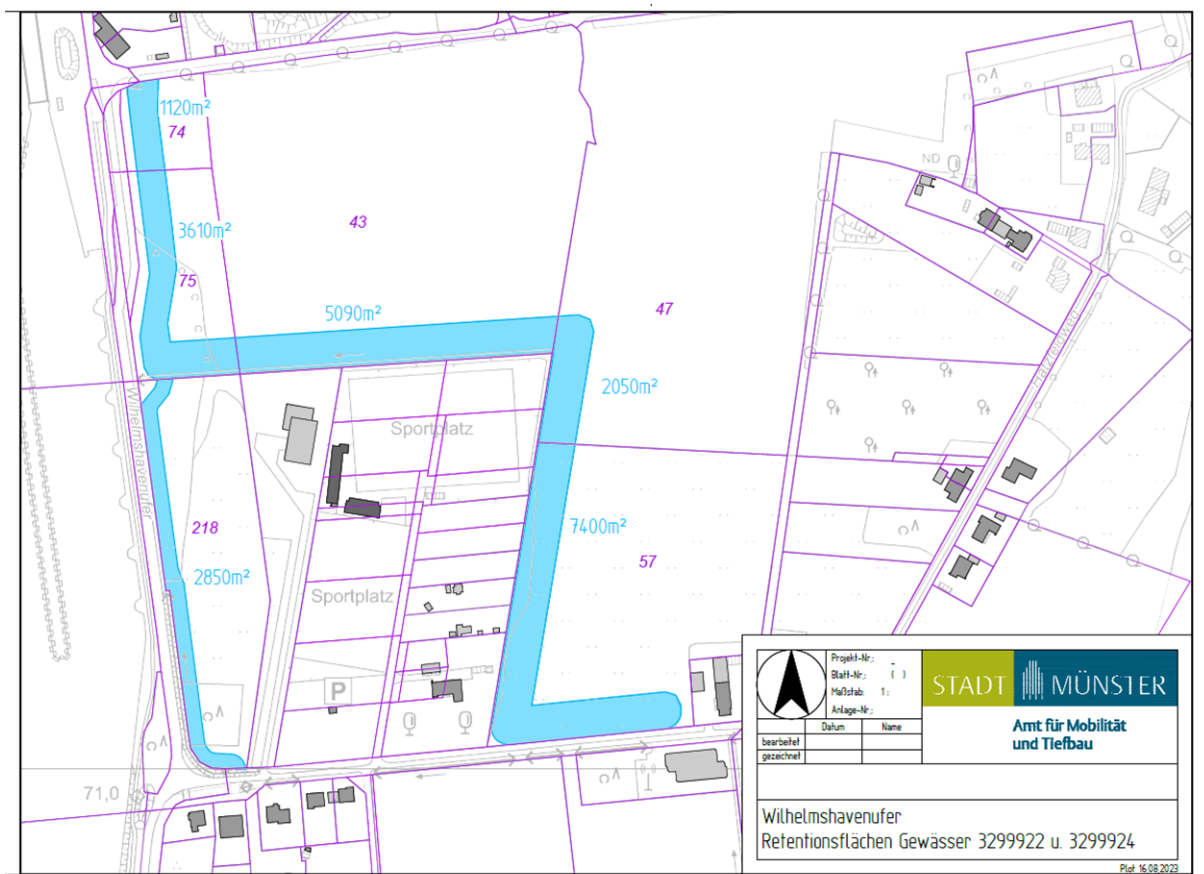 1120m²
74
ND
43
3610m²
75
5090m²
47
2050m²
Wilhelmshavenufer
Sportplatz
218
7400m²
57
2850m²
Sportplatz
P
71,0
Projekt-Nr.: -
Blatt-Nr.: ( )
Maßstab: 1 :
Anlage-Nr.:
Datum Name
bearbeitet
gezeichnet
STADT MÜNSTER
Amt für Mobilität
und Tiefbau
Wilhelmshavenufer
Retentionsflächen Gewässer 3299922 u. 3299924
Plot 16.08.2023